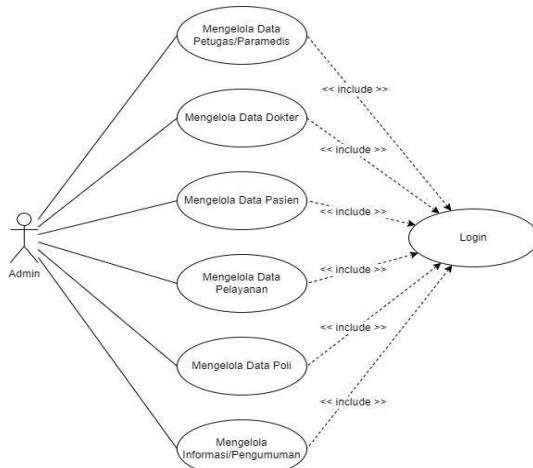 Mengelola Data
Petugas/Paramedis
<< include >>
Mengelola Data Dokter
<< include >>
Mengelola Data Pasien
<< include >>
Login
Admin
Mengelola Data
Pelayanan
<< include >>
<< include >>
Mengelola Data Poli
<< include >>
Mengelola
Informasi/Pengumuman